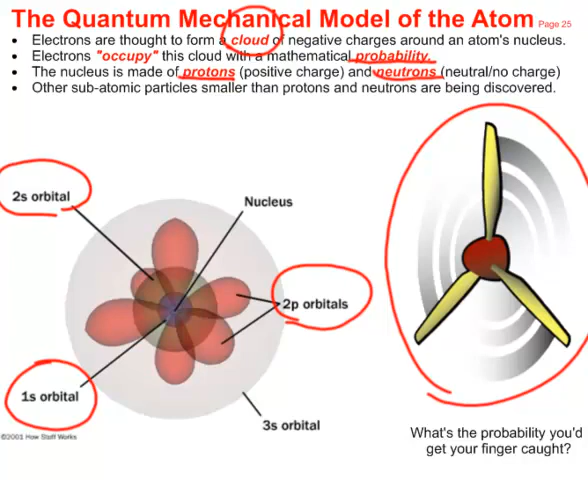 The Quantum Mechanical Model of the Atom Page 25
• Electrons are thought to form a cloud of negative charges around an atom's nucleus.
• Electrons "occupy" this cloud with a mathematical probability.
• The nucleus is made of protons (positive charge) and neutrons (neutral/no charge)
• Other sub-atomic particles smaller than protons and neutrons are being discovered.
2s orbital
Nucleus
2p orbitals
1s orbital
3s orbital
©2001 How Stuff Works
What's the probability you'd
get your finger caught?